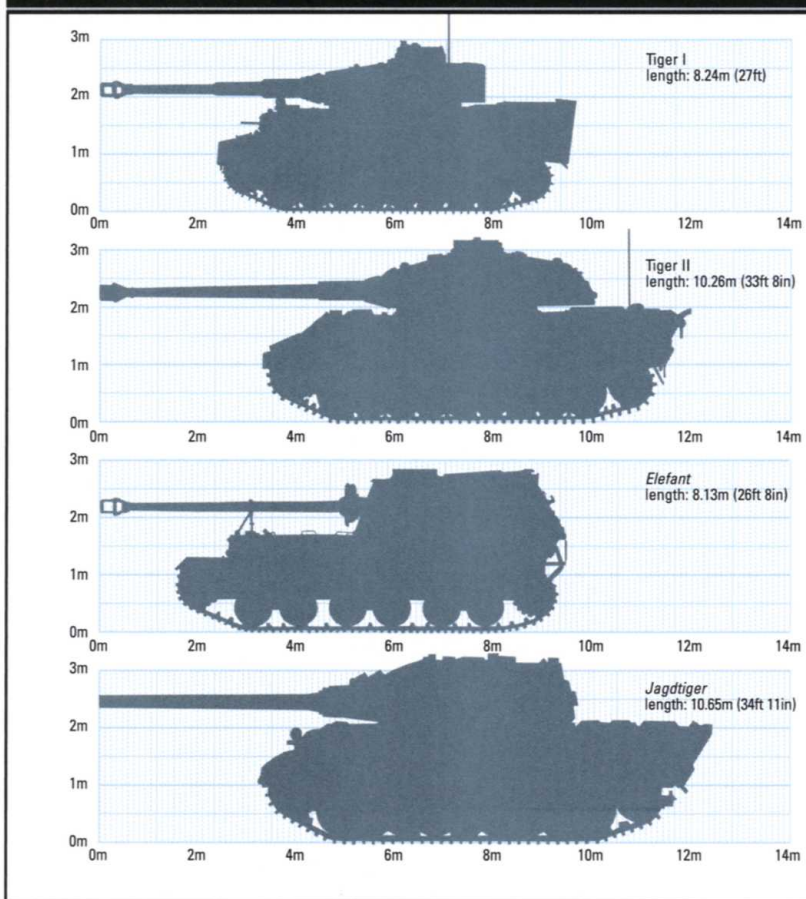 3m
Tiger I
length: 8.24m (27ft)
2m
1m
0m
0m 2m 4m 6m 8m 10m 12m 14m
3m
Tiger II
length: 10.26m (33ft 8in)
2m
1m
0m
0m 2m 4m 6m 8m 10m 12m 14m
3m
Elefant
length: 8.13m (26ft 8in)
2m
1m
0m
0m 2m 4m 6m 8m 10m 12m 14m
3m
Jagdtiger
length: 10.65m (34ft 11in)
2m
1m
0m
0m 2m 4m 6m 8m 10m 12m 14m